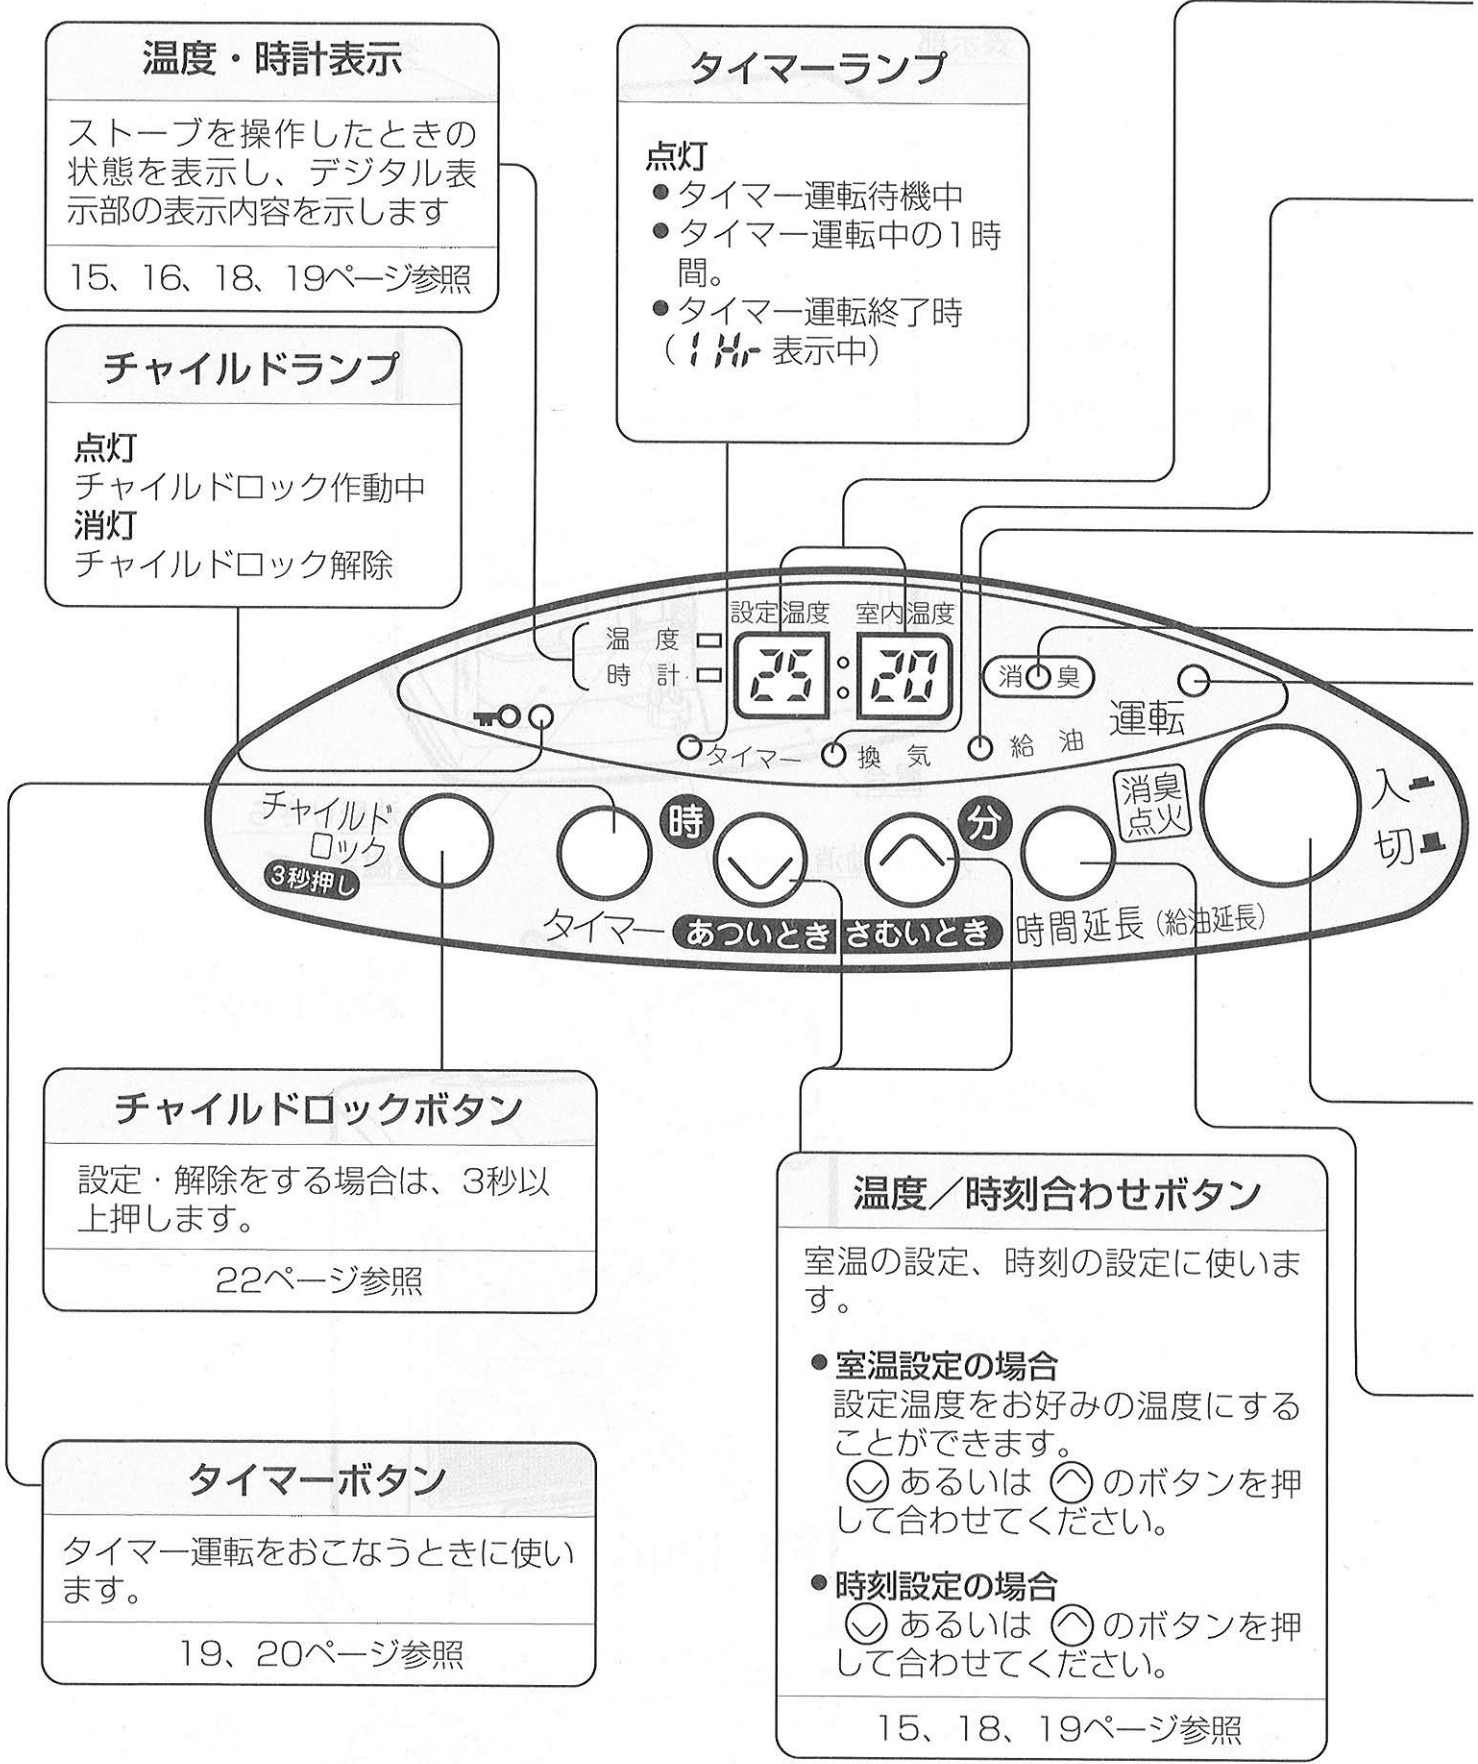 温度・時計表示
ストーブを操作したときの
状態を表示し、デジタル表
示部の表示内容を示します
15、16、18、19ページ参照
タイマーランプ
点灯
●タイマー運転待機中
●タイマー運転中の1時
間。
●タイマー運転終了時
（1Hr 表示中）
チャイルドランプ
点灯
チャイルドロック作動中
消灯
チャイルドロック解除
設定温度 室内温度
温度
時計
25:20
消臭
運転
タイマー 換気 給油
チャイルド
ロック
3秒押し
時
分
消臭
点火
入
切
タイマー
あついとき さむいとき
時間延長（給油延長）
チャイルドロックボタン
設定・解除をする場合は、3秒以
上押します。
22ページ参照
タイマーボタン
タイマー運転をおこなうときに使い
ます。
19、20ページ参照
温度／時刻合わせボタン
室温の設定、時刻の設定に使いま
す。
●室温設定の場合
設定温度をお好みの温度にする
ことができます。
あるいは のボタンを押
して合わせてください。
●時刻設定の場合
あるいは のボタンを押
して合わせてください。
15、18、19ページ参照